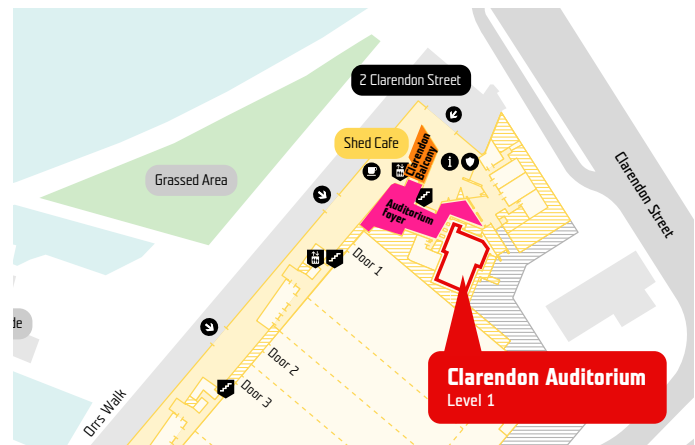 2 Clarendon Street
Shed Cafe
Clarendon
Balcony
Grassed Area
Auditorium
foyer
Clarendon Street
Door 1
de
Door 2
Door 3
Orrs Walk
Clarendon Auditorium
Level 1